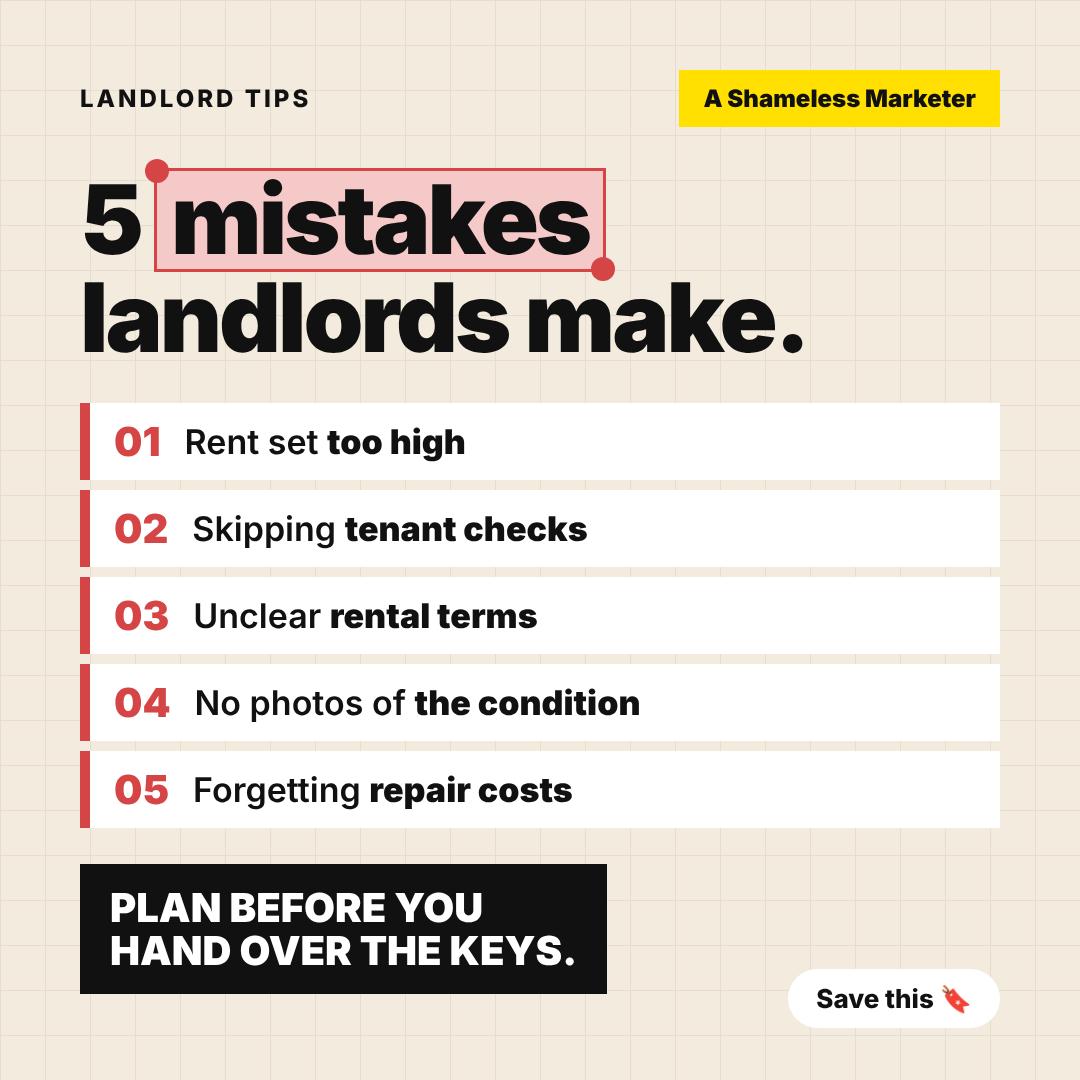 LANDLORD TIPS
A Shameless Marketer
5 mistakes
landlords make.
01 Rent set too high
02 Skipping tenant checks
03 Unclear rental terms
04 No photos of the condition
05 Forgetting repair costs
PLAN BEFORE YOU
HAND OVER THE KEYS.
Save this 🔖